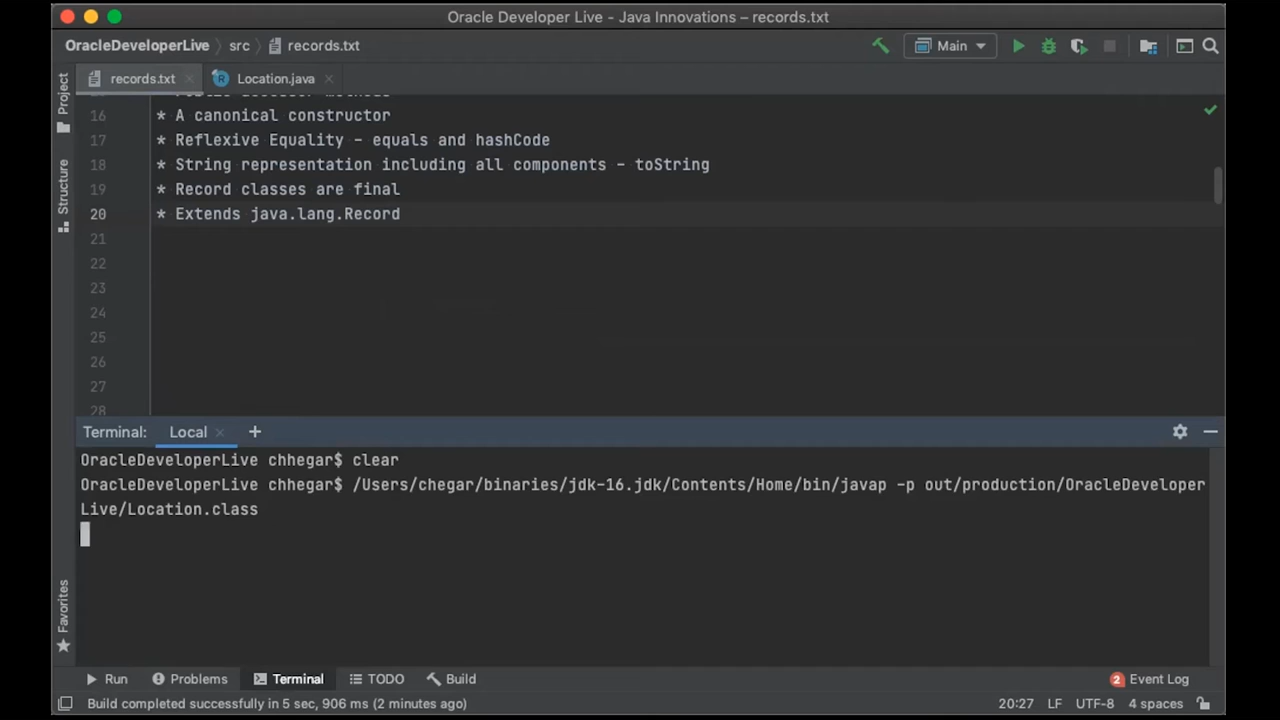 Oracle Developer Live - Java Innovations – records.txt
OracleDeveloperLive src records.txt Main
records.txt Location.java
Project
Structure
Favorites
16 * A canonical constructor
17 * Reflexive Equality - equals and hashCode
18 * String representation including all components - toString
19 * Record classes are final
20 * Extends java.lang.Record
21
22
23
24
25
26
27
28
Terminal: Local
OracleDeveloperLive chhegar$ clear
OracleDeveloperLive chhegar$ /Users/chegar/binaries/jdk-16.jdk/Contents/Home/bin/javap -p out/production/OracleDeveloper
Live/Location.class
Run Problems Terminal TODO Build 2 Event Log
Build completed successfully in 5 sec, 906 ms (2 minutes ago) 20:27 LF UTF-8 4 spaces